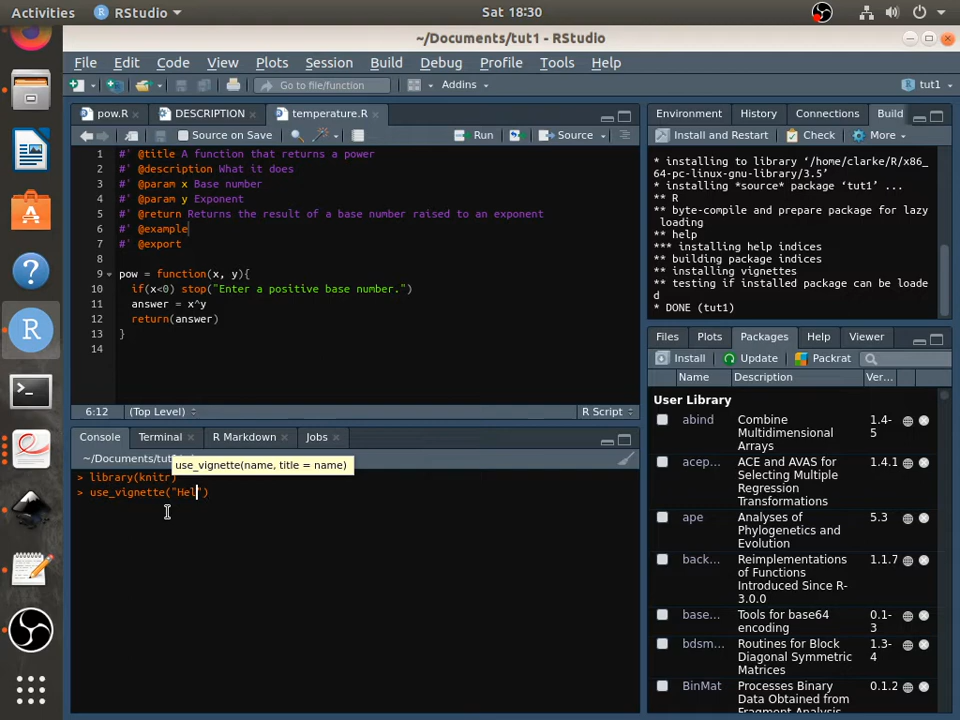 Activities RStudio Sat 18:30
~/Documents/tut1 - RStudio
File Edit Code View Plots Session Build Debug Profile Tools Help
Go to file/function Addins tut1
pow.R DESCRIPTION temperature.R
Source on Save Run Source
1 #' @title A function that returns a power
2 #' @description What it does
3 #' @param x Base number
4 #' @param y Exponent
5 #' @return Returns the result of a base number raised to an exponent
6 #' @example
7 #' @export
8
9 pow = function(x, y){
10 if(x<0) stop("Enter a positive base number.")
11 answer = x^y
12 return(answer)
13 }
14
6:12 (Top Level) R Script
Console Terminal R Markdown Jobs
~/Documents/tut
use_vignette(name, title = name)
> library(knitr)
> use_vignette("Hel")
Environment History Connections Build
Install and Restart Check More
* installing to library ‘/home/clarke/R/x86_
64-pc-linux-gnu-library/3.5’
* installing *source* package ‘tut1’ ...
** R
** byte-compile and prepare package for lazy
loading
** help
*** installing help indices
** building package indices
** installing vignettes
** testing if installed package can be loade
d
* DONE (tut1)
Files Plots Packages Help Viewer
Install Update Packrat
Name Description Ver...
User Library
abind Combine Multidimensional Arrays 1.4-5
acep... ACE and AVAS for Selecting Multiple Regression Transformations 1.4.1
ape Analyses of Phylogenetics and Evolution 5.3
back... Reimplementations of Functions Introduced Since R-3.0.0 1.1.7
base... Tools for base64 encoding 0.1-3
bdsm... Routines for Block Diagonal Symmetric Matrices 1.3-4
BinMat Processes Binary Data Obtained from Fragment Analysis 0.1.2